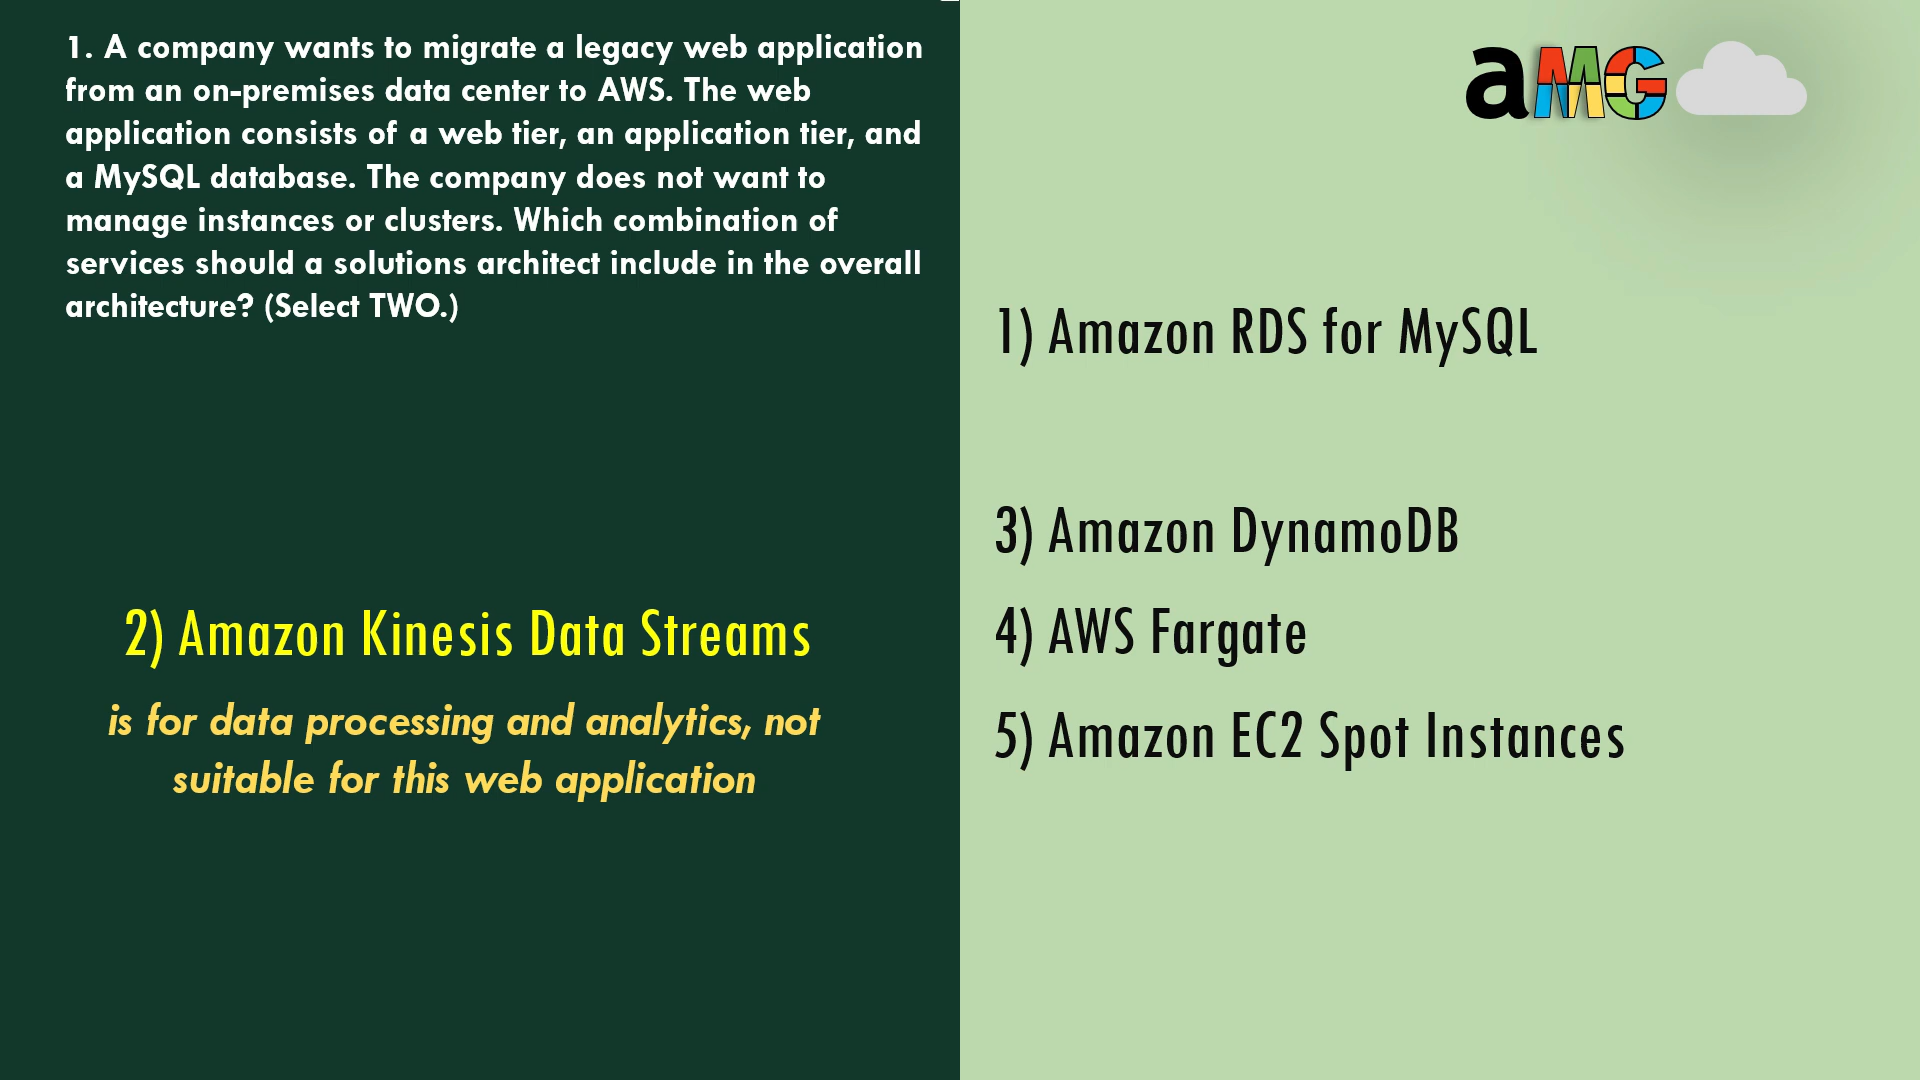 1. A company wants to migrate a legacy web application
from an on-premises data center to AWS. The web
application consists of a web tier, an application tier, and
a MySQL database. The company does not want to
manage instances or clusters. Which combination of
services should a solutions architect include in the overall
architecture? (Select TWO.)
2) Amazon Kinesis Data Streams
is for data processing and analytics, not
suitable for this web application
aMG
1) Amazon RDS for MySQL
3) Amazon DynamoDB
4) AWS Fargate
5) Amazon EC2 Spot Instances